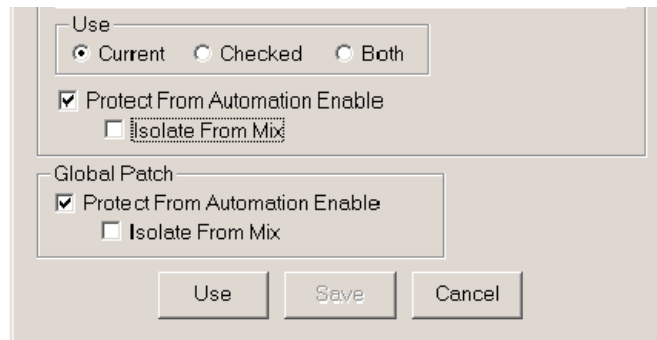 Use
Current Checked Both
Protect From Automation Enable
Isolate From Mix
Global Patch
Protect From Automation Enable
Isolate From Mix
Use Save Cancel